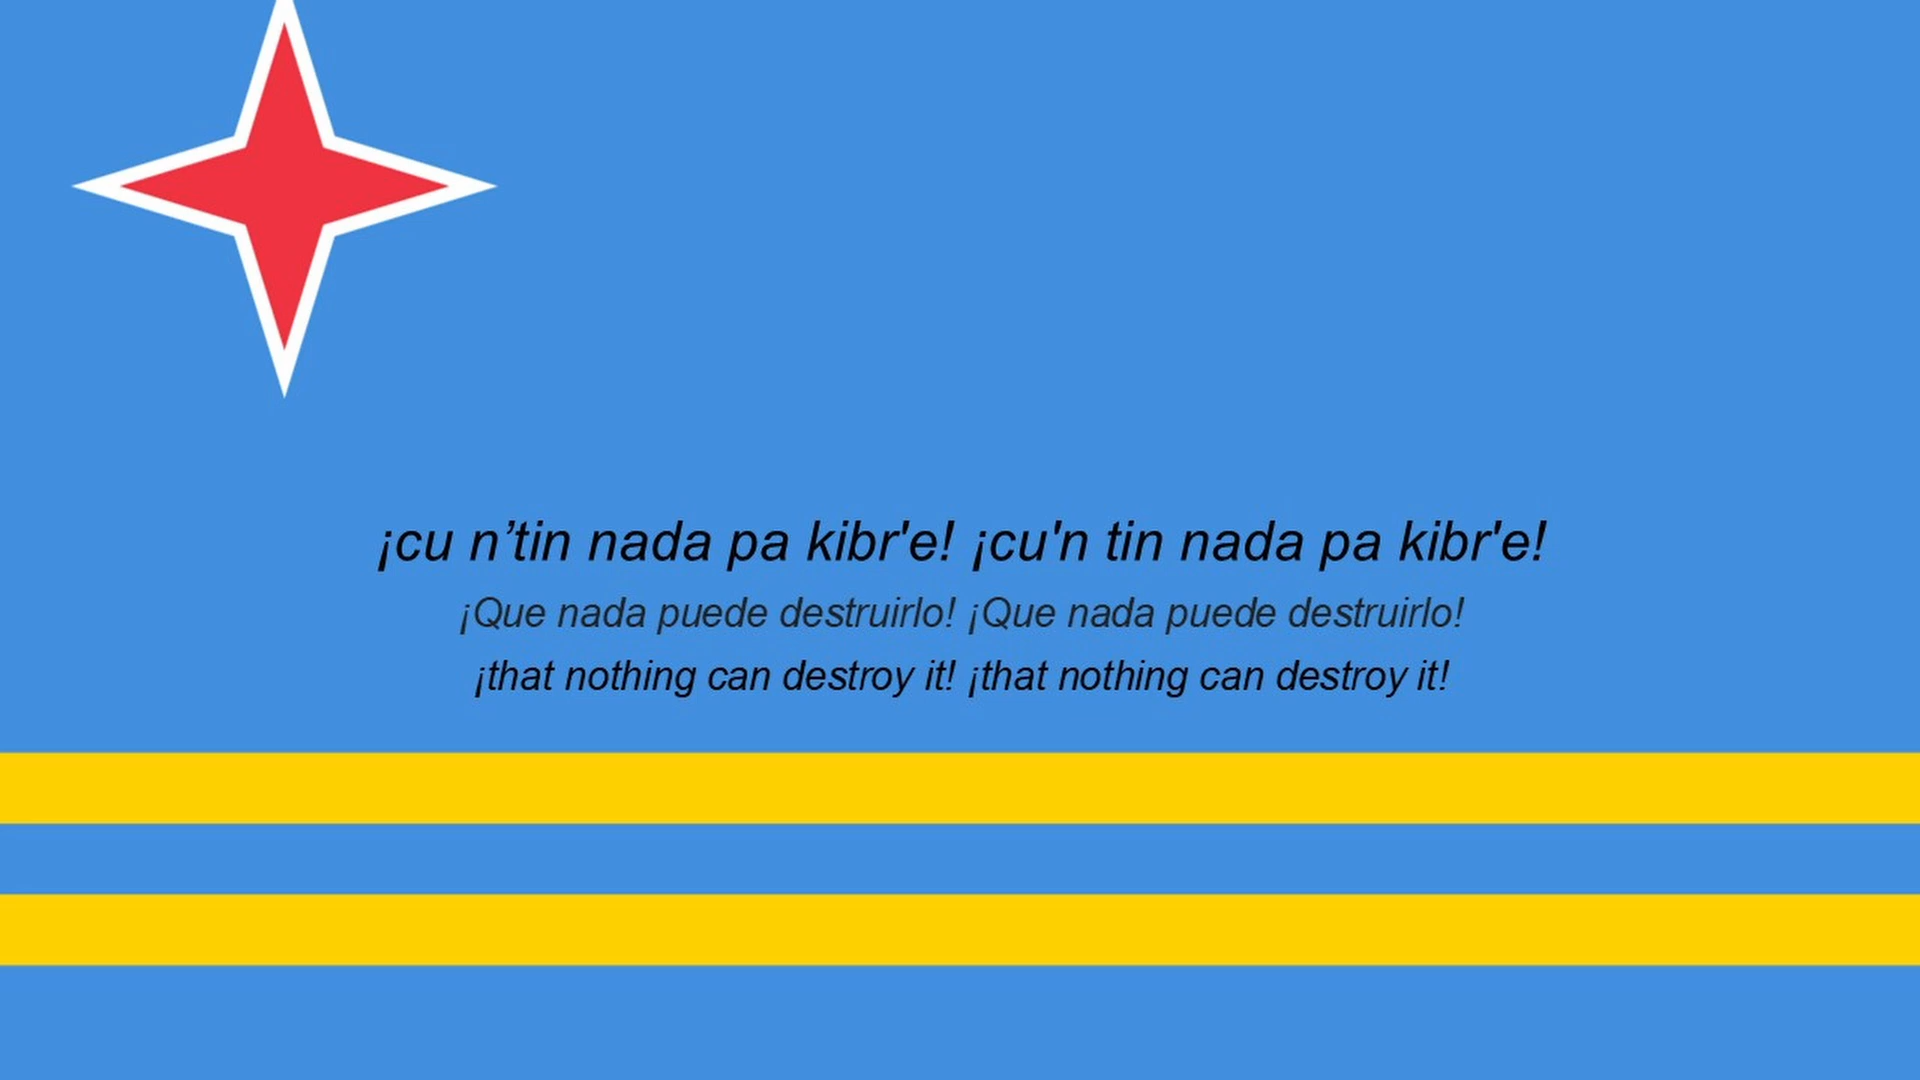 ¡cu n’tin nada pa kibr'e! ¡cu'n tin nada pa kibr'e!
¡Que nada puede destruirlo! ¡Que nada puede destruirlo!
¡that nothing can destroy it! ¡that nothing can destroy it!